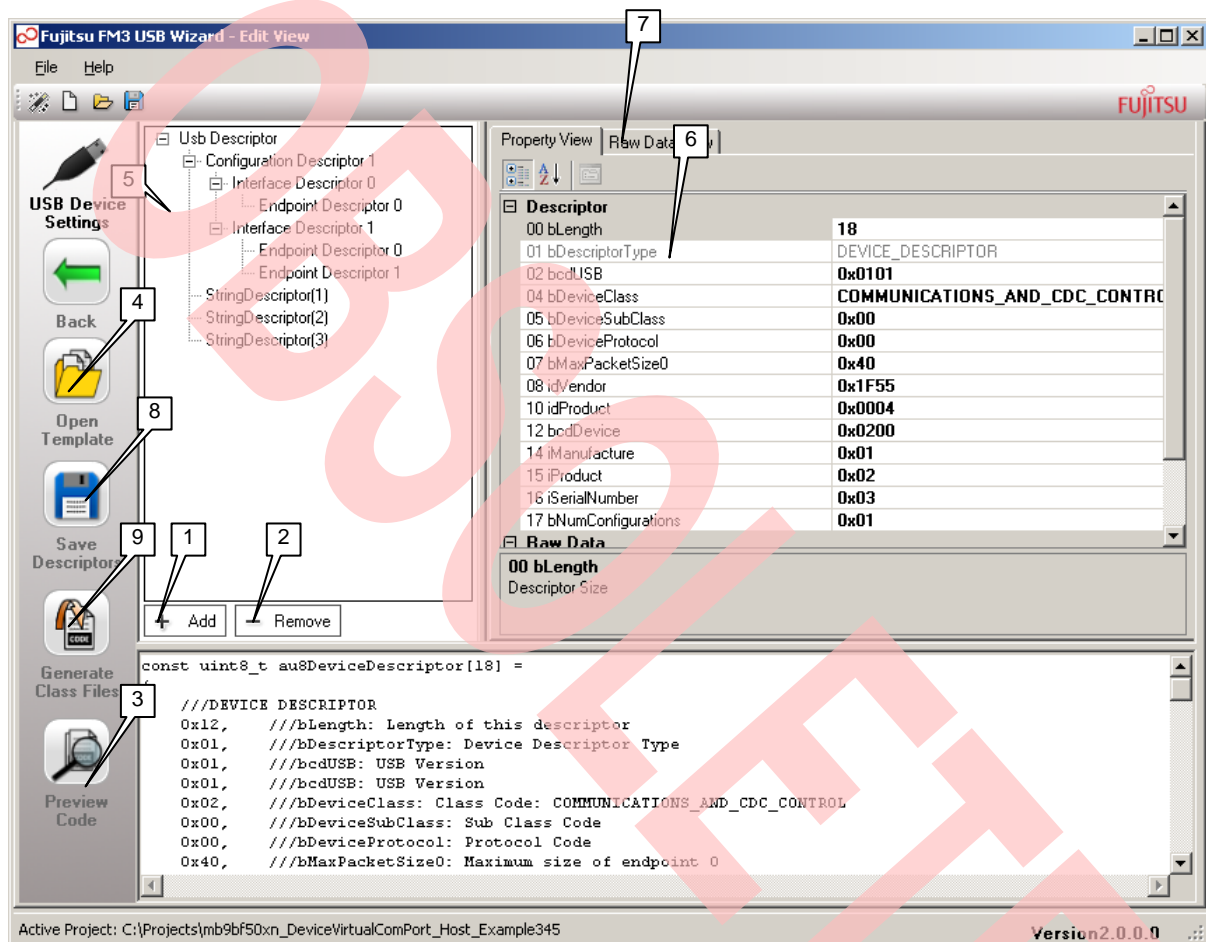 Fujitsu FM3 USB Wizard - Edit View
7
File Help
FUJITSU
USB Device
Settings
Back
4
Open
Template
8
Save
Descriptors
9
Generate
Class Files
3
Preview
Code
5
Usb Descriptor
Configuration Descriptor 1
Interface Descriptor 0
Endpoint Descriptor 0
Interface Descriptor 1
Endpoint Descriptor 0
Endpoint Descriptor 1
StringDescriptor(1)
StringDescriptor(2)
StringDescriptor(3)
1
2
Add
Remove
Property View
Raw Data
6
Descriptor
00 bLength 18
01 bDescriptorType DEVICE_DESCRIPTOR
02 bcdUSB 0x0101
04 bDeviceClass COMMUNICATIONS_AND_CDC_CONTRO
05 bDeviceSubClass 0x00
06 bDeviceProtocol 0x00
07 bMaxPacketSize0 0x40
08 idVendor 0x1F55
10 idProduct 0x0004
12 bcdDevice 0x0200
14 iManufacture 0x01
15 iProduct 0x02
16 iSerialNumber 0x03
17 bNumConfigurations 0x01
Raw Data
00 bLength
Descriptor Size
const uint8_t au8DeviceDescriptor[18] =
{
///DEVICE DESCRIPTOR
0x12, ///bLength: Length of this descriptor
0x01, ///bDescriptorType: Device Descriptor Type
0x01, ///bcdUSB: USB Version
0x01, ///bcdUSB: USB Version
0x02, ///bDeviceClass: Class Code: COMMUNICATIONS_AND_CDC_CONTROL
0x00, ///bDeviceSubClass: Sub Class Code
0x00, ///bDeviceProtocol: Protocol Code
0x40, ///bMaxPacketSize0: Maximum size of endpoint 0
Active Project: C:\Projects\mb9bf50xn_DeviceVirtualComPort_Host_Example345
Version2.0.0.0
OBSOLET